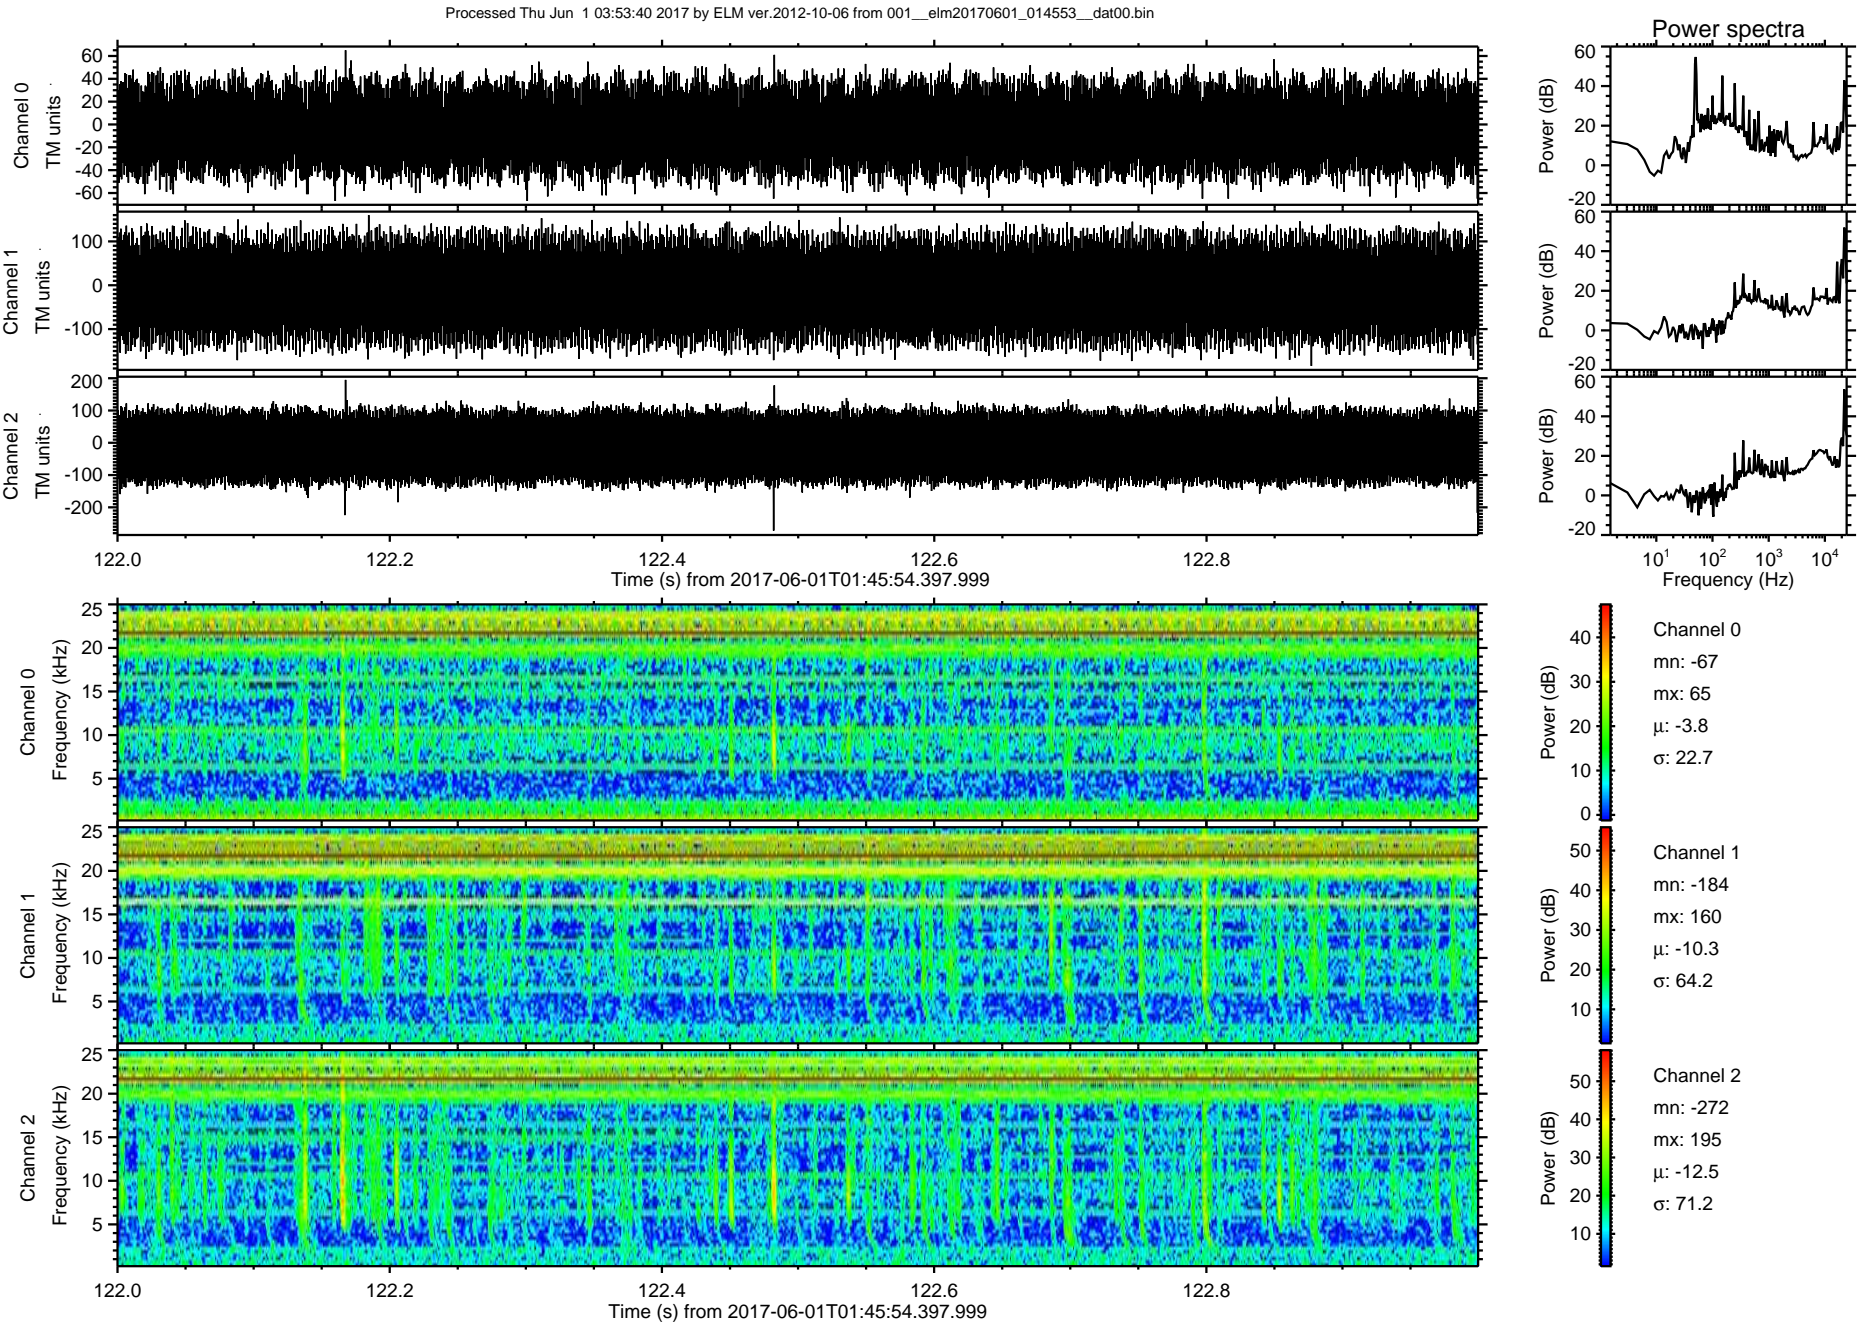 Processed Thu Jun  1 03:53:40 2017 by ELM ver.2012-10-06 from 001__elm20170601_014553__dat00.bin
Power spectra
Channel 0
TM units
60
40
20
0
-20
-40
-60
Power (dB)
60
40
20
0
-20
Channel 1
TM units
100
0
-100
Power (dB)
60
40
20
0
-20
Channel 2
TM units
200
100
0
-100
-200
Power (dB)
60
40
20
0
-20
122.0 122.2 122.4 122.6 122.8
Time (s) from 2017-06-01T01:45:54.397.999
10^1 10^2 10^3 10^4
Frequency (Hz)
Channel 0
Frequency (kHz)
25
20
15
10
5
Power (dB)
40
30
20
10
0
Channel 0
mn: -67
mx: 65
μ: -3.8
σ: 22.7
Channel 1
Frequency (kHz)
25
20
15
10
5
Power (dB)
50
40
30
20
10
Channel 1
mn: -184
mx: 160
μ: -10.3
σ: 64.2
Channel 2
Frequency (kHz)
25
20
15
10
5
Power (dB)
50
40
30
20
10
Channel 2
mn: -272
mx: 195
μ: -12.5
σ: 71.2
122.0 122.2 122.4 122.6 122.8
Time (s) from 2017-06-01T01:45:54.397.999